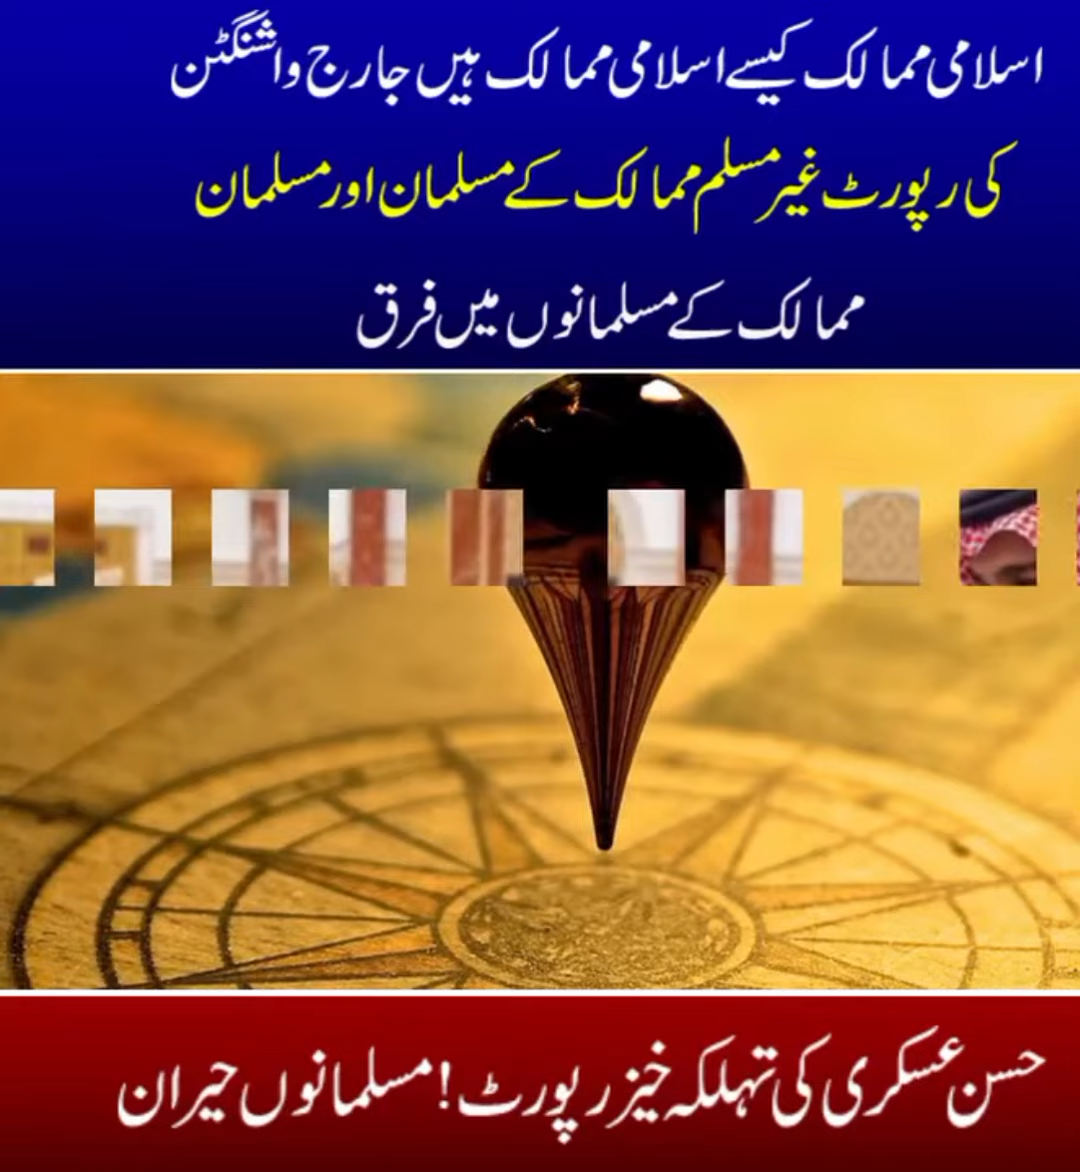 اسلامی ممالک کیسے اسلامی ممالک ہیں جارج واشنگٹن
کی رپورٹ غیر مسلم ممالک کے مسلمان اور مسلمان
ممالک کے مسلمانوں میں فرق
حسن عسکری کی تہلکہ خیز رپورٹ! مسلمانوں حیران